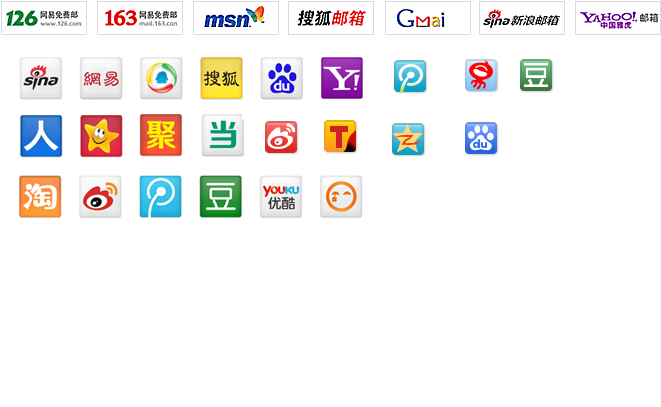 126 网易免费邮 www.126.com
163 网易免费邮 mail.163.con
msn.
搜狐邮箱
GMai
sina 新浪邮箱
YAHOO! 中国雅虎 邮箱
sina
網易
搜狐
du
Y!
豆
人
聚
当
T
du
淘
豆
YOUKU
优酷